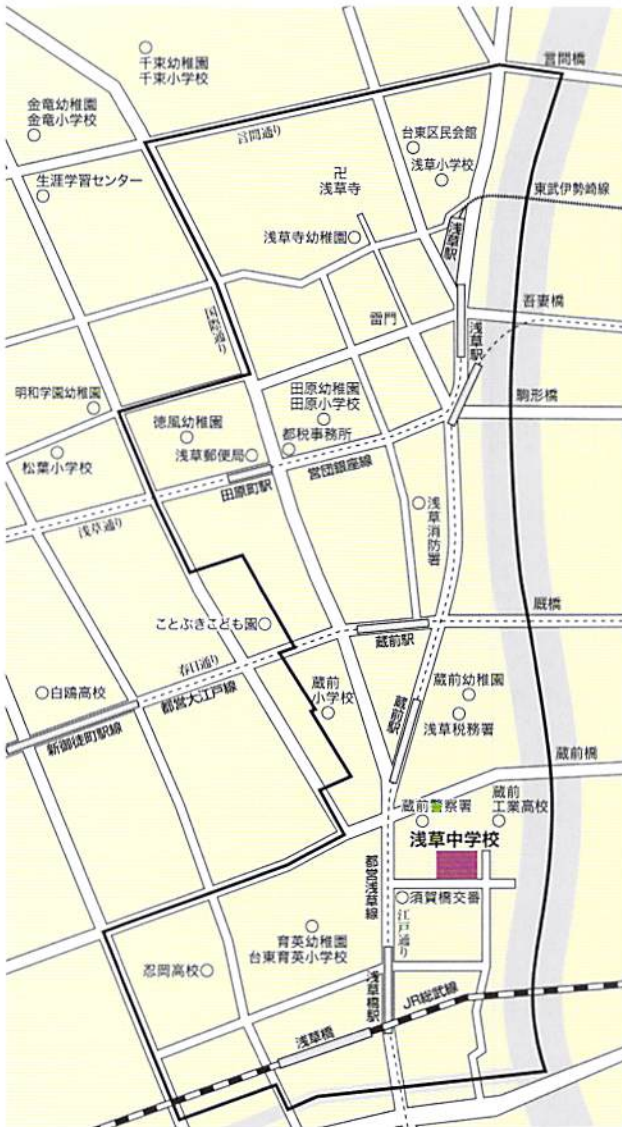 言問橋
千束幼稚園
千束小学校
金竜幼稚園
金竜小学校
言問通り
台東区民会館
浅草小学校
卍
浅草寺
生涯学習センター
東武伊勢崎線
浅草寺幼稚園
浅草駅
国際通り
雷門
吾妻橋
浅草駅
明和学園幼稚園
田原幼稚園
田原小学校
駒形橋
徳風幼稚園
都税事務所
浅草郵便局
松葉小学校
営団銀座線
田原町駅
浅草通り
浅草消防署
ことぶきこども園
厩橋
蔵前駅
春日通り
白鴎高校
都営大江戸線
新御徒町駅線
蔵前
小学校
蔵前駅
蔵前幼稚園
浅草税務署
蔵前橋
蔵前警察署
蔵前
工業高校
浅草中学校
都営浅草線
須賀橋交番
江戸通り
育英幼稚園
台東育英小学校
忍岡高校
浅草橋駅
JR総武線
浅草橋